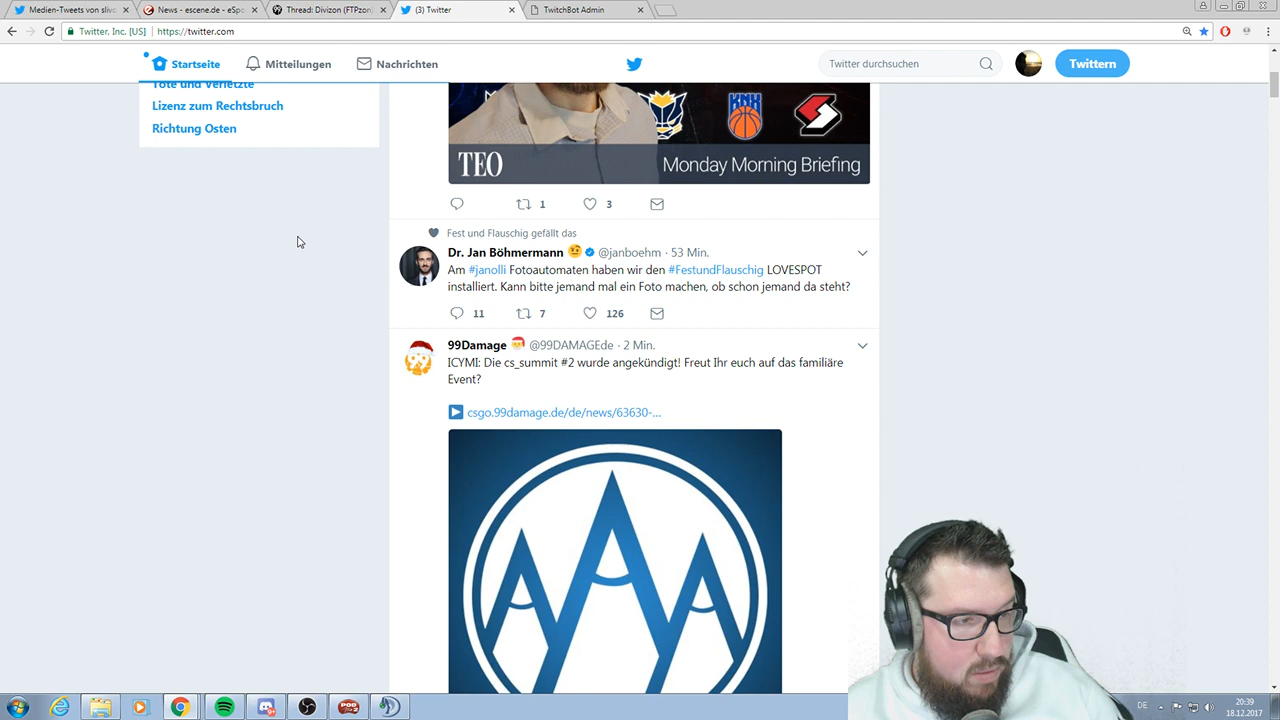 Medien-Tweets von slivo
News - escene.de - eSpo
Thread: Divizon (FTPzon)
(3) Twitter
TwitchBot Admin
Twitter, Inc. [US]
https://twitter.com
Startseite
Mitteilungen
Nachrichten
Twitter durchsuchen
Twittern
Tote und Verletzte
Lizenz zum Rechtsbruch
Richtung Osten
KNX
TEO
Monday Morning Briefing
1
3
Fest und Flauschig gefällt das
Dr. Jan Böhmermann @janboehm · 53 Min.
Am #janolli Fotoautomaten haben wir den #FestundFlauschig LOVESPOT
installiert. Kann bitte jemand mal ein Foto machen, ob schon jemand da steht?
11
7
126
99Damage @99DAMAGEde · 2 Min.
ICYMI: Die cs_summit #2 wurde angekündigt! Freut Ihr euch auf das familiäre
Event?
csgo.99damage.de/de/news/63630-...
DE
20:39
18.12.2017